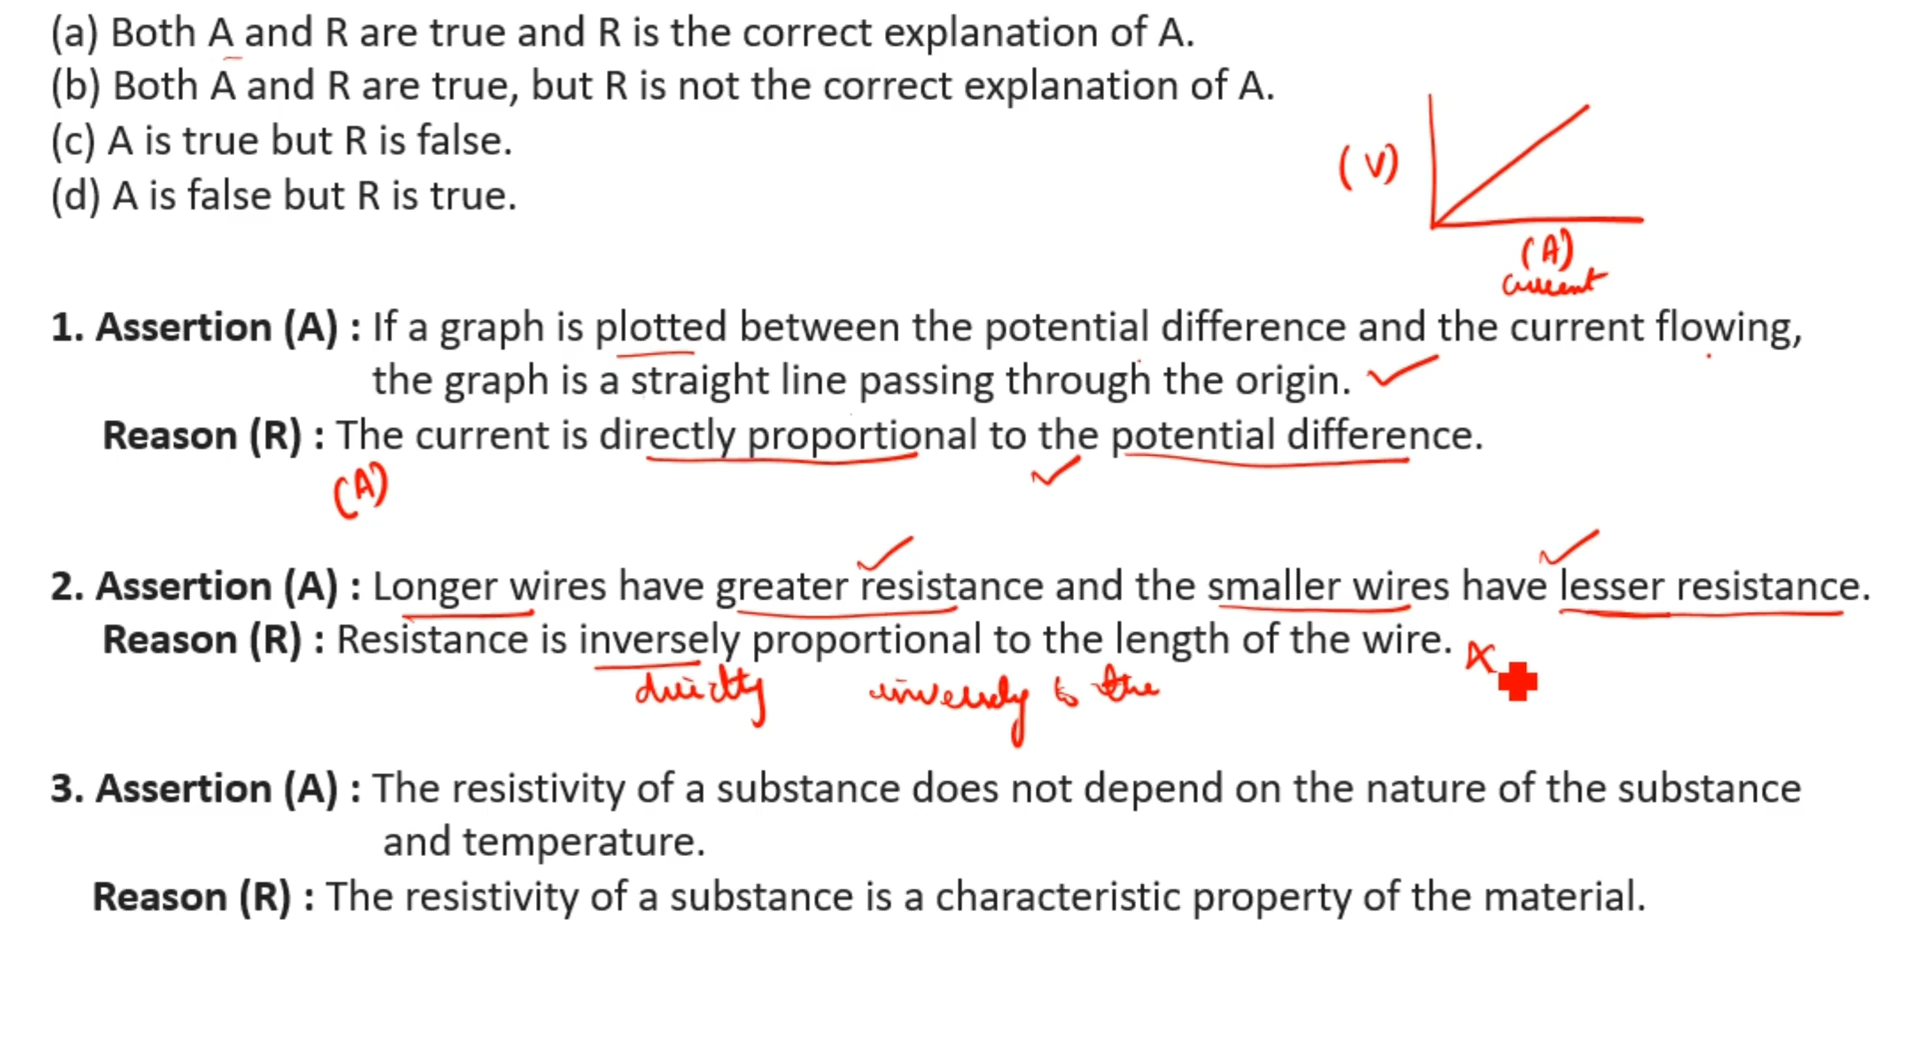 (a) Both A and R are true and R is the correct explanation of A.
(b) Both A and R are true, but R is not the correct explanation of A.
(c) A is true but R is false.
(d) A is false but R is true.
(V)
(A)
current
1. Assertion (A) : If a graph is plotted between the potential difference and the current flowing,
the graph is a straight line passing through the origin.
Reason (R) : The current is directly proportional to the potential difference.
(A)
2. Assertion (A) : Longer wires have greater resistance and the smaller wires have lesser resistance.
Reason (R) : Resistance is inversely proportional to the length of the wire.
directly inversely to the
3. Assertion (A) : The resistivity of a substance does not depend on the nature of the substance
and temperature.
Reason (R) : The resistivity of a substance is a characteristic property of the material.